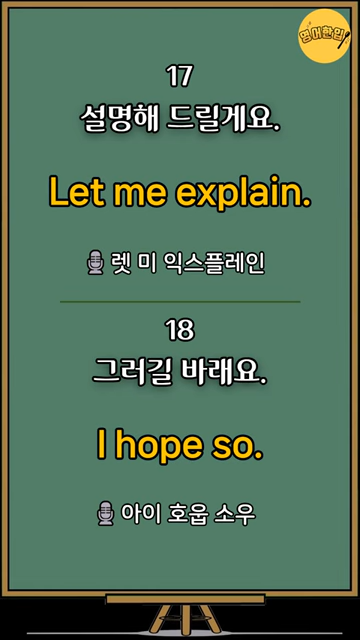 영어한입
17
설명해 드릴게요.
Let me explain.
렛 미 익스플레인
18
그러길 바래요.
I hope so.
아이 호웁 소우